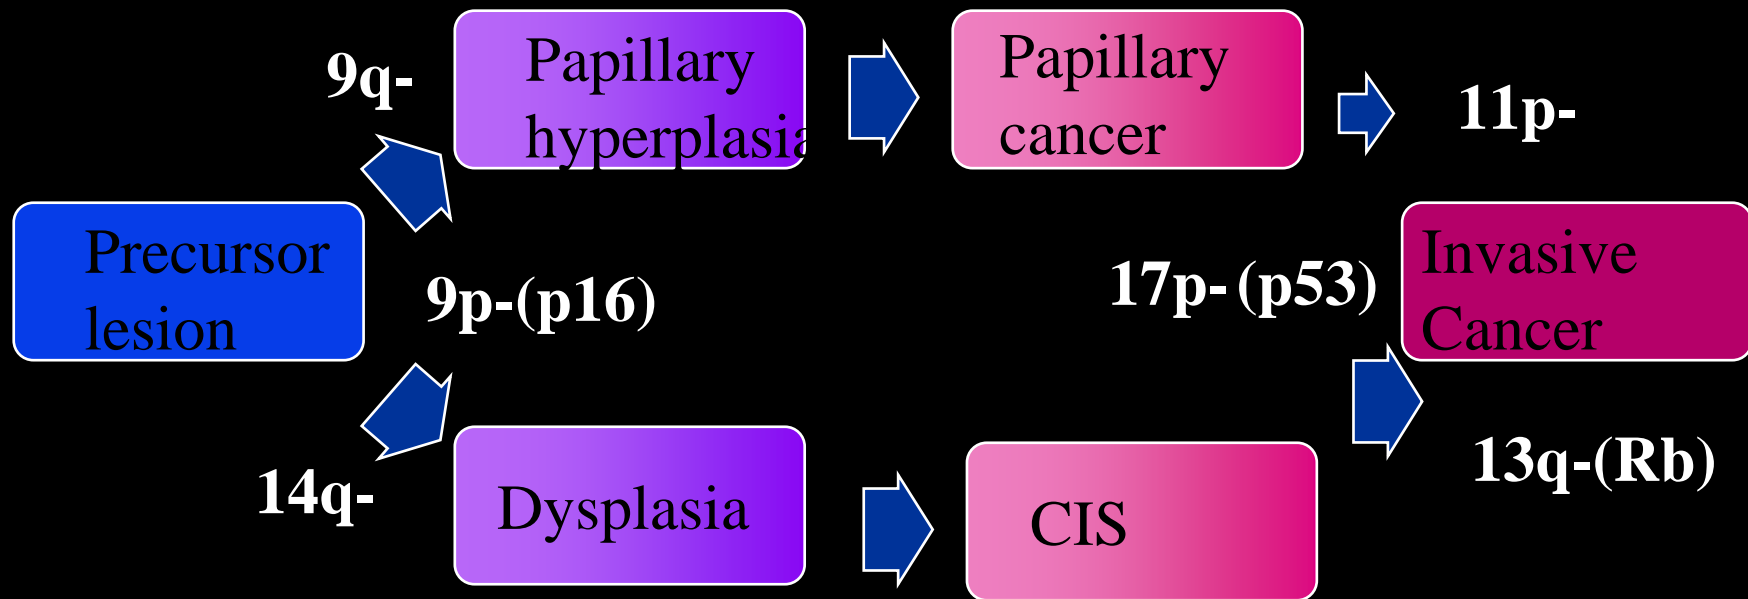 9q-
Papillary
hyperplasia
Papillary
cancer
11p-
Precursor
lesion
9p-(p16)
17p- (p53)
Invasive
Cancer
14q-
Dysplasia
CIS
13q-(Rb)